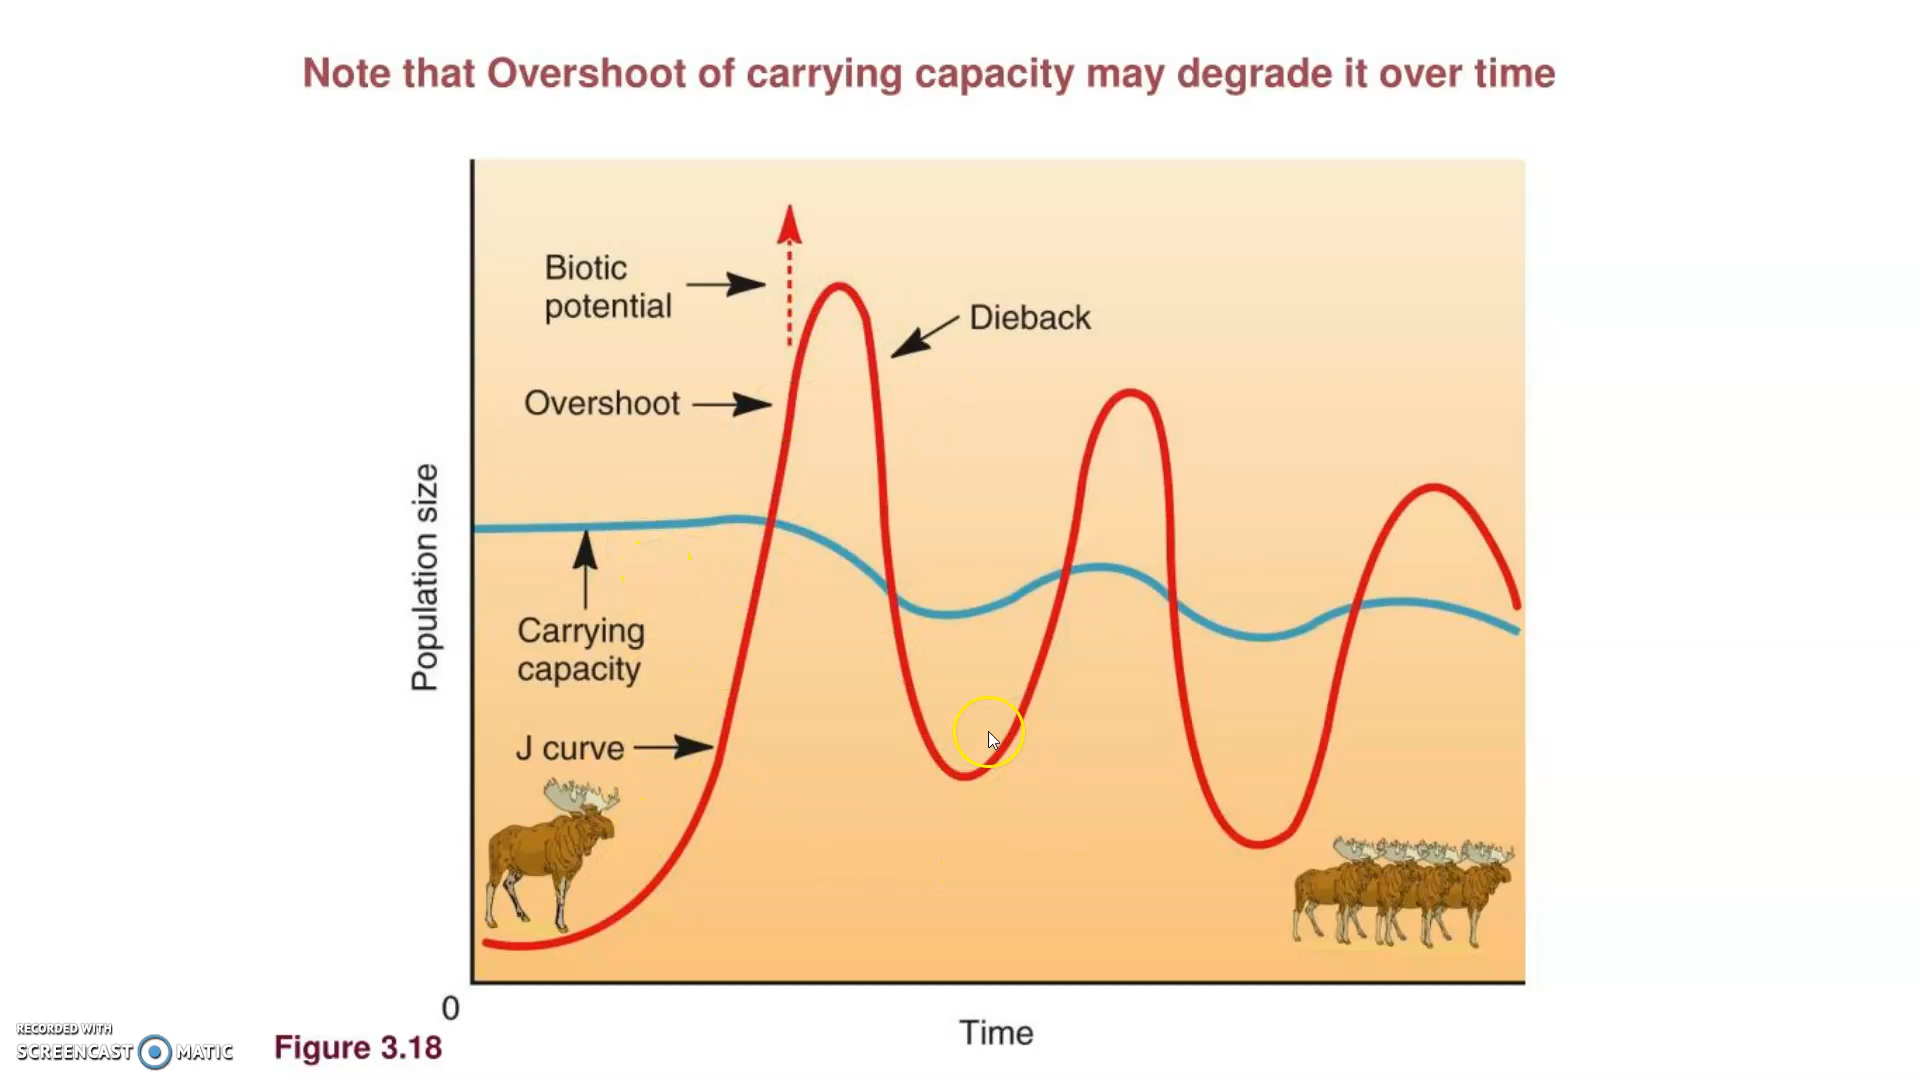 Note that Overshoot of carrying capacity may degrade it over time
Biotic
potential
Dieback
Overshoot
Population size
Carrying
capacity
J curve
0
Time
RECORDED WITH
SCREENCAST MATIC
Figure 3.18